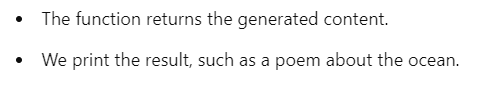 • The function returns the generated content.
• We print the result, such as a poem about the ocean.